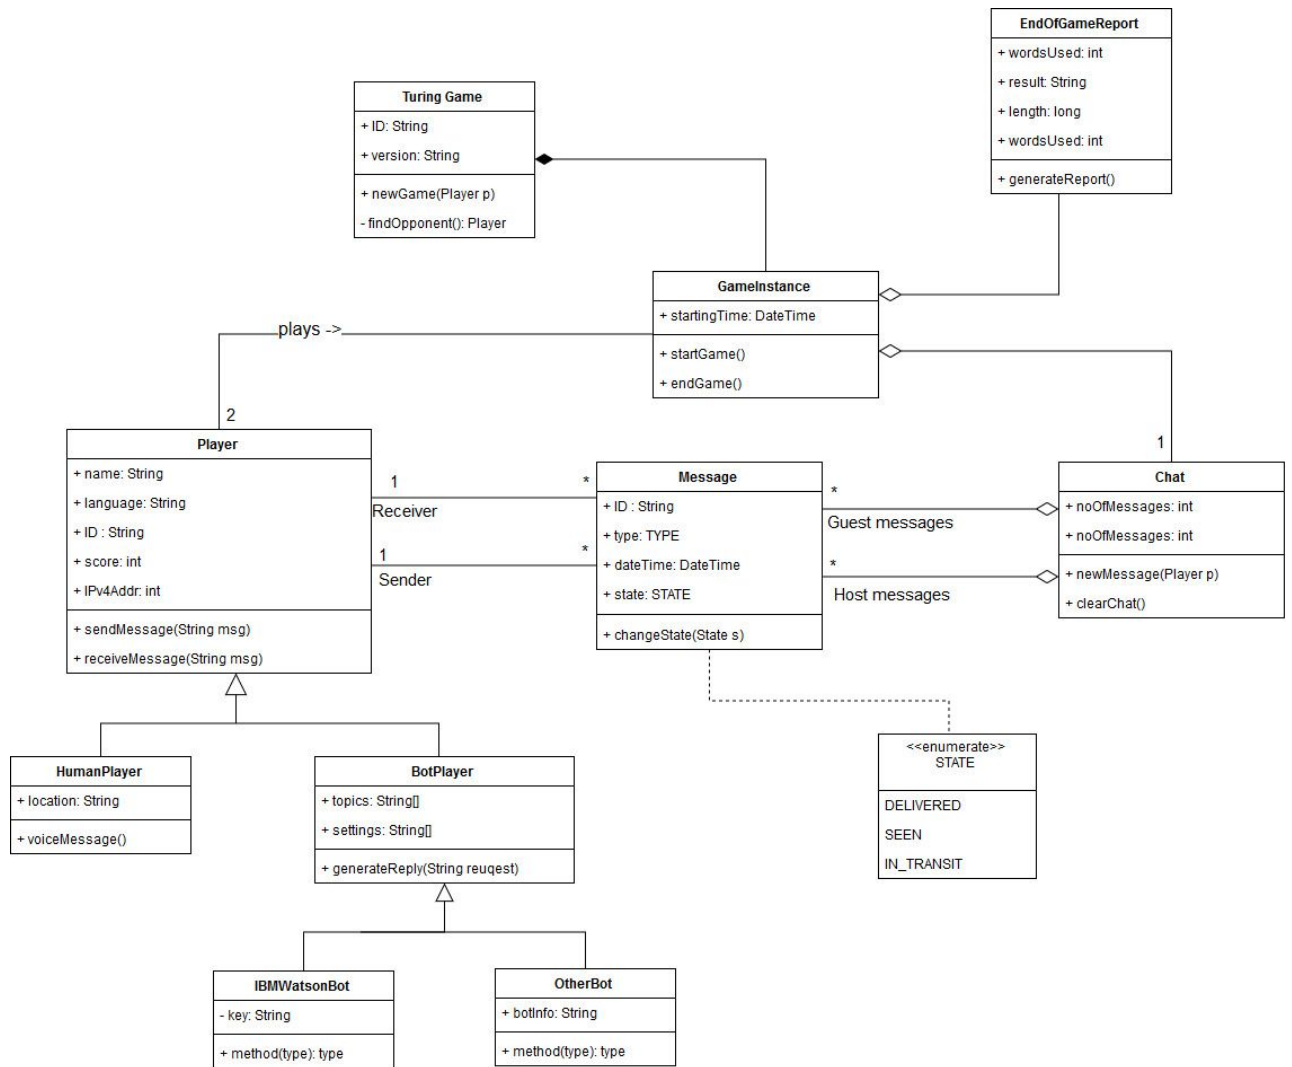 EndOfGameReport
+ wordsUsed: int
+ result: String
+ length: long
+ wordsUsed: int
+ generateReport()
Turing Game
+ ID: String
+ version: String
+ newGame(Player p)
- findOpponent(): Player
GameInstance
+ startingTime: DateTime
+ startGame()
+ endGame()
plays ->
2
1
Player
+ name: String
+ language: String
+ ID : String
+ score: int
+ IPv4Addr: int
+ sendMessage(String msg)
+ receiveMessage(String msg)
1
*
Receiver
1
*
Sender
Message
+ ID : String
+ type: TYPE
+ dateTime: DateTime
+ state: STATE
+ changeState(State s)
*
Guest messages
*
Host messages
Chat
+ noOfMessages: int
+ noOfMessages: int
+ newMessage(Player p)
+ clearChat()
<<enumerate>>
STATE
DELIVERED
SEEN
IN_TRANSIT
HumanPlayer
+ location: String
+ voiceMessage()
BotPlayer
+ topics: String[]
+ settings: String[]
+ generateReply(String reuqest)
IBMWatsonBot
- key: String
+ method(type): type
OtherBot
+ botInfo: String
+ method(type): type